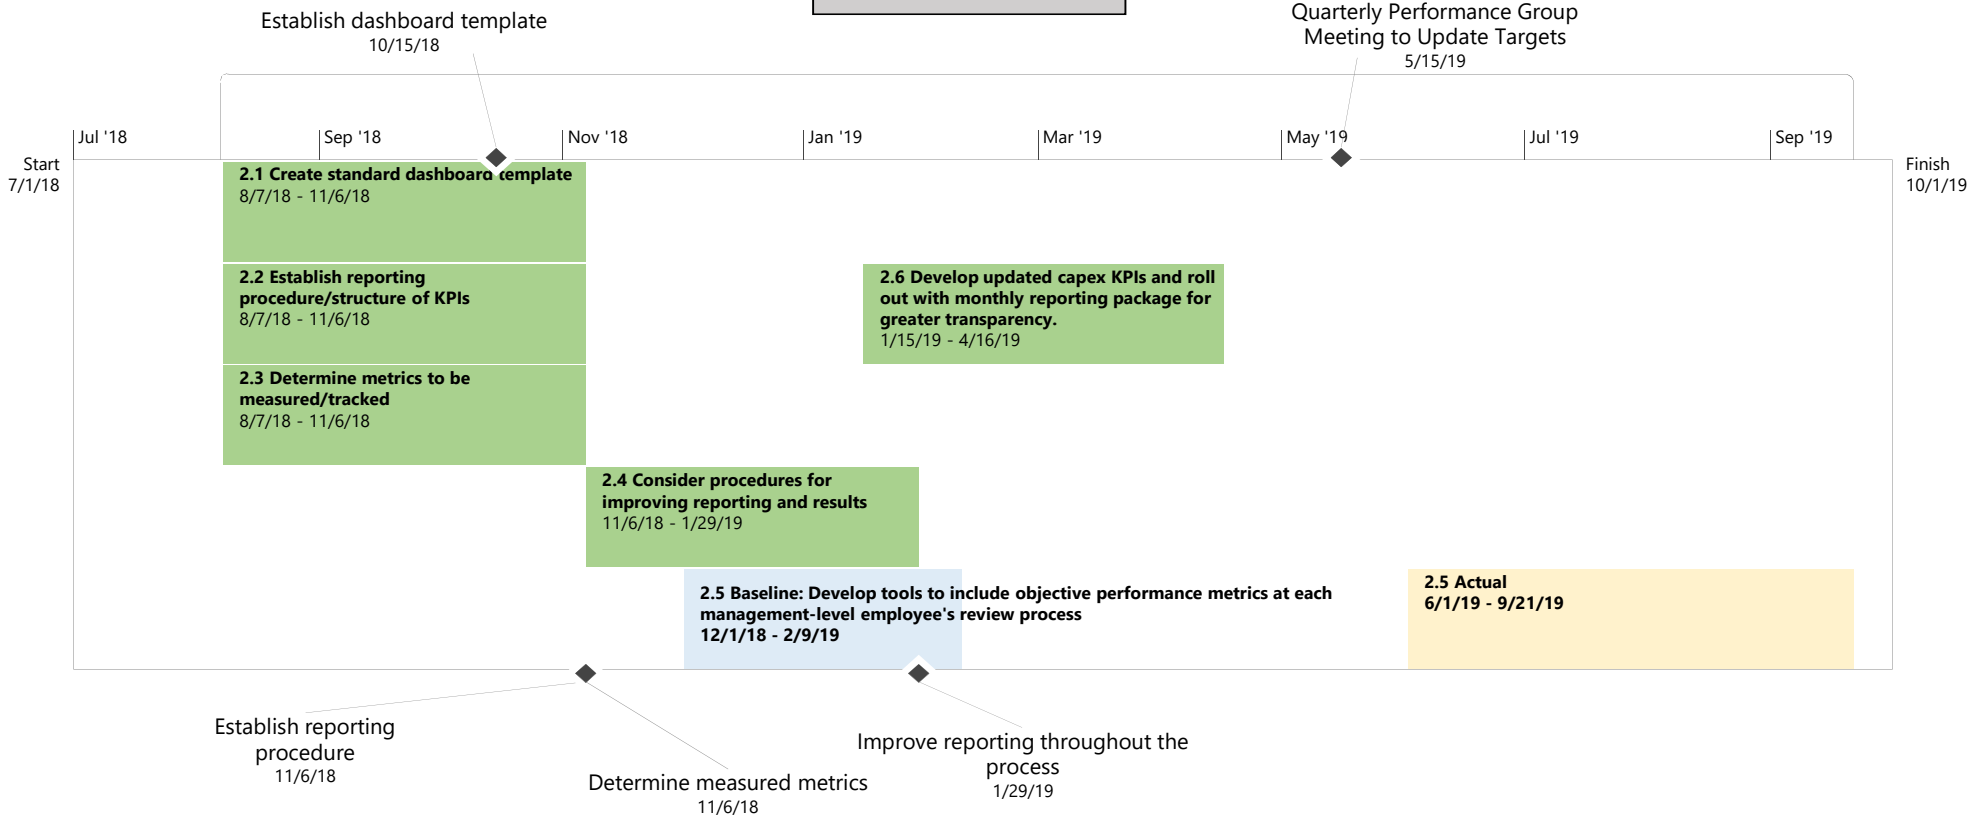 Establish dashboard template
10/15/18
Quarterly Performance Group
Meeting to Update Targets
5/15/19
Jul '18
Sep '18
Nov '18
Jan '19
Mar '19
May '19
Jul '19
Sep '19
Start
7/1/18
Finish
10/1/19
2.1 Create standard dashboard template
8/7/18 - 11/6/18
2.2 Establish reporting
procedure/structure of KPIs
8/7/18 - 11/6/18
2.6 Develop updated capex KPIs and roll
out with monthly reporting package for
greater transparency.
1/15/19 - 4/16/19
2.3 Determine metrics to be
measured/tracked
8/7/18 - 11/6/18
2.4 Consider procedures for
improving reporting and results
11/6/18 - 1/29/19
2.5 Baseline: Develop tools to include objective performance metrics at each
management-level employee's review process
12/1/18 - 2/9/19
2.5 Actual
6/1/19 - 9/21/19
Establish reporting
procedure
11/6/18
Determine measured metrics
11/6/18
Improve reporting throughout the
process
1/29/19